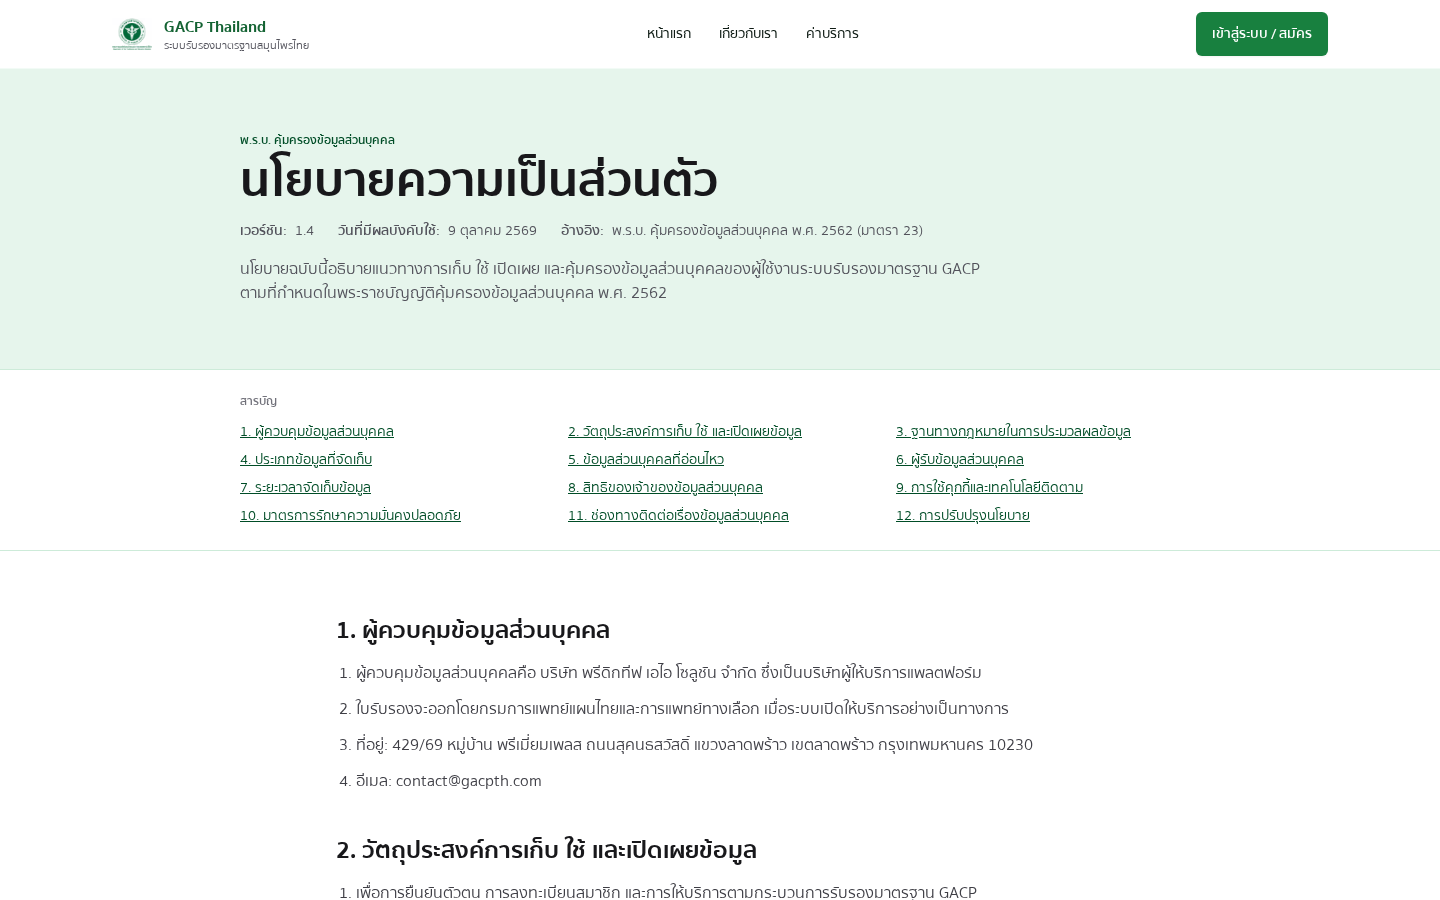 GACP Thailand
ระบบรับรองมาตรฐานสมุนไพรไทย
หน้าแรก
เกี่ยวกับเรา
ค่าบริการ
เข้าสู่ระบบ / สมัคร
พ.ร.บ. คุ้มครองข้อมูลส่วนบุคคล
นโยบายความเป็นส่วนตัว
เวอร์ชัน: 1.4 วันที่มีผลบังคับใช้: 9 ตุลาคม 2569 อ้างอิง: พ.ร.บ. คุ้มครองข้อมูลส่วนบุคคล พ.ศ. 2562 (มาตรา 23)
นโยบายฉบับนี้อธิบายแนวทางการเก็บ ใช้ เปิดเผย และคุ้มครองข้อมูลส่วนบุคคลของผู้ใช้งานระบบรับรองมาตรฐาน GACP
ตามที่กำหนดในพระราชบัญญัติคุ้มครองข้อมูลส่วนบุคคล พ.ศ. 2562
สารบัญ
1. ผู้ควบคุมข้อมูลส่วนบุคคล
2. วัตถุประสงค์การเก็บ ใช้ และเปิดเผยข้อมูล
3. ฐานทางกฎหมายในการประมวลผลข้อมูล
4. ประเภทข้อมูลที่จัดเก็บ
5. ข้อมูลส่วนบุคคลที่อ่อนไหว
6. ผู้รับข้อมูลส่วนบุคคล
7. ระยะเวลาจัดเก็บข้อมูล
8. สิทธิของเจ้าของข้อมูลส่วนบุคคล
9. การใช้คุกกี้และเทคโนโลยีติดตาม
10. มาตรการรักษาความมั่นคงปลอดภัย
11. ช่องทางติดต่อเรื่องข้อมูลส่วนบุคคล
12. การปรับปรุงนโยบาย
1. ผู้ควบคุมข้อมูลส่วนบุคคล
1. ผู้ควบคุมข้อมูลส่วนบุคคลคือ บริษัท พรีดิกทีฟ เอไอ โซลูชัน จำกัด ซึ่งเป็นบริษัทผู้ให้บริการแพลตฟอร์ม
2. ใบรับรองจะออกโดยกรมการแพทย์แผนไทยและการแพทย์ทางเลือก เมื่อระบบเปิดให้บริการอย่างเป็นทางการ
3. ที่อยู่: 429/69 หมู่บ้าน พรีเมี่ยมเพลส ถนนสุคนธสวัสดิ์ แขวงลาดพร้าว เขตลาดพร้าว กรุงเทพมหานคร 10230
4. อีเมล: contact@gacpth.com
2. วัตถุประสงค์การเก็บ ใช้ และเปิดเผยข้อมูล
1. เพื่อการยืนยันตัวตน การลงทะเบียนสมาชิก และการให้บริการตามกระบวนการรับรองมาตรฐาน GACP